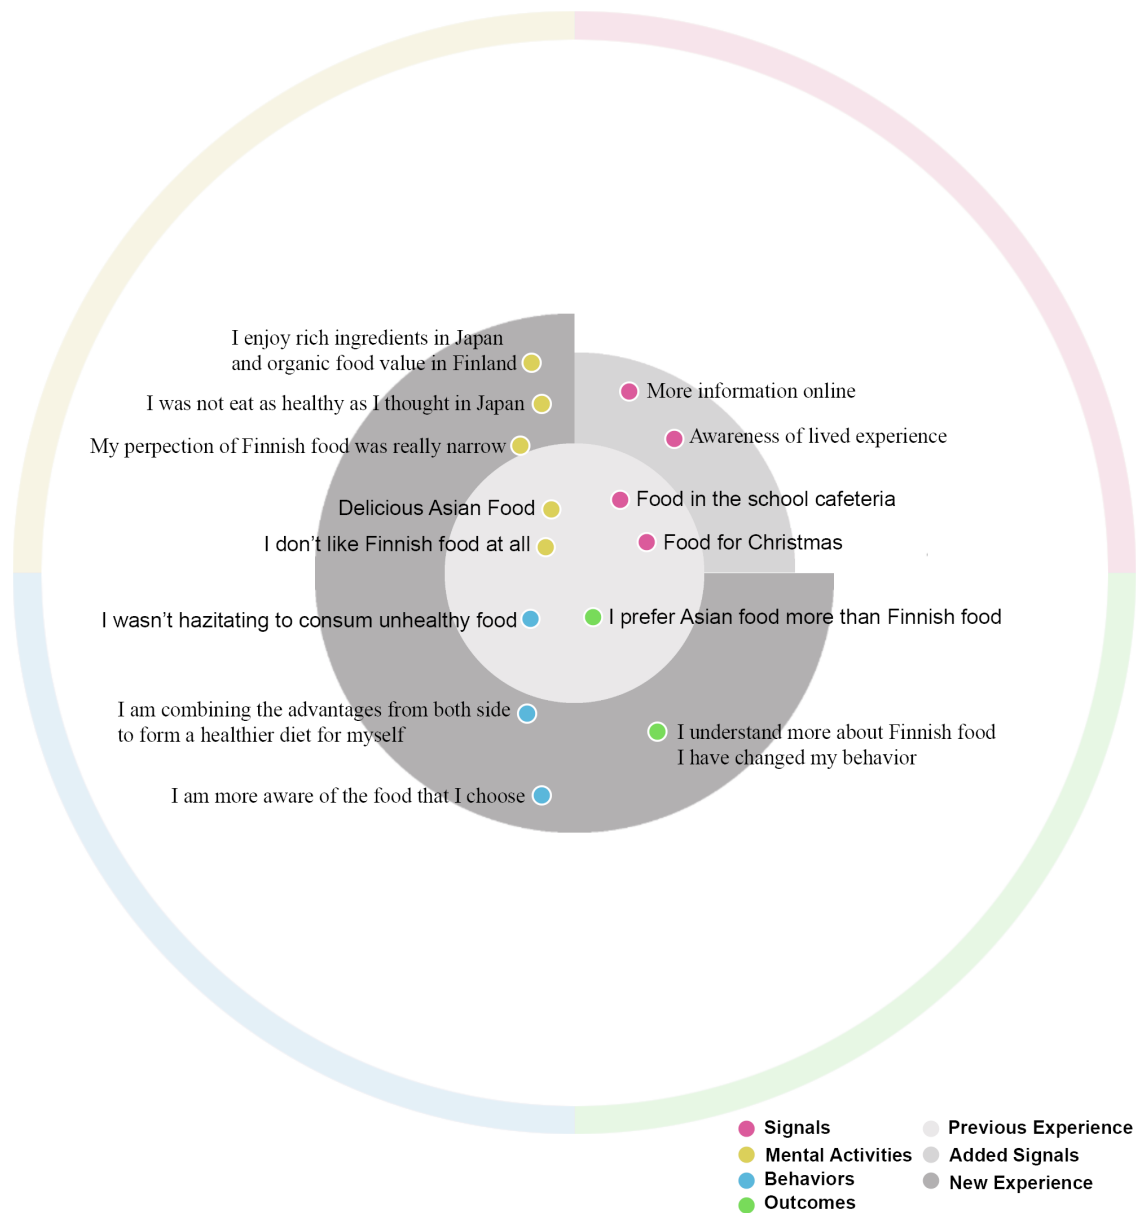 I enjoy rich ingredients in Japan
and organic food value in Finland
I was not eat as healthy as I thought in Japan
My perpection of Finnish food was really narrow
Delicious Asian Food
I don't like Finnish food at all
More information online
Awareness of lived experience
Food in the school cafeteria
Food for Christmas
I wasn't hazitating to consum unhealthy food
I prefer Asian food more than Finnish food
I am combining the advantages from both side
to form a healthier diet for myself
I am more aware of the food that I choose
I understand more about Finnish food
I have changed my behavior
Signals
Mental Activities
Behaviors
Outcomes
Previous Experience
Added Signals
New Experience